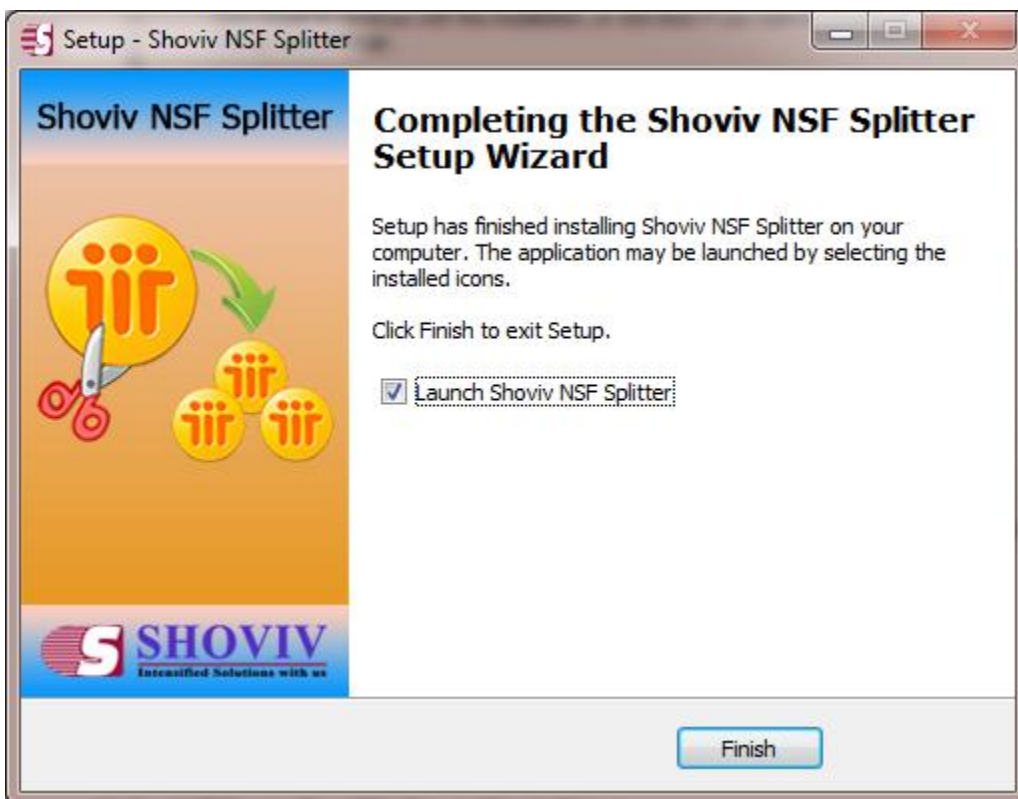 Setup - Shoviv NSF Splitter
Shoviv NSF Splitter
Completing the Shoviv NSF Splitter
Setup Wizard
Setup has finished installing Shoviv NSF Splitter on your
computer. The application may be launched by selecting the
installed icons.
Click Finish to exit Setup.
Launch Shoviv NSF Splitter
S SHOVIV
Intensified Solutions with us
Finish